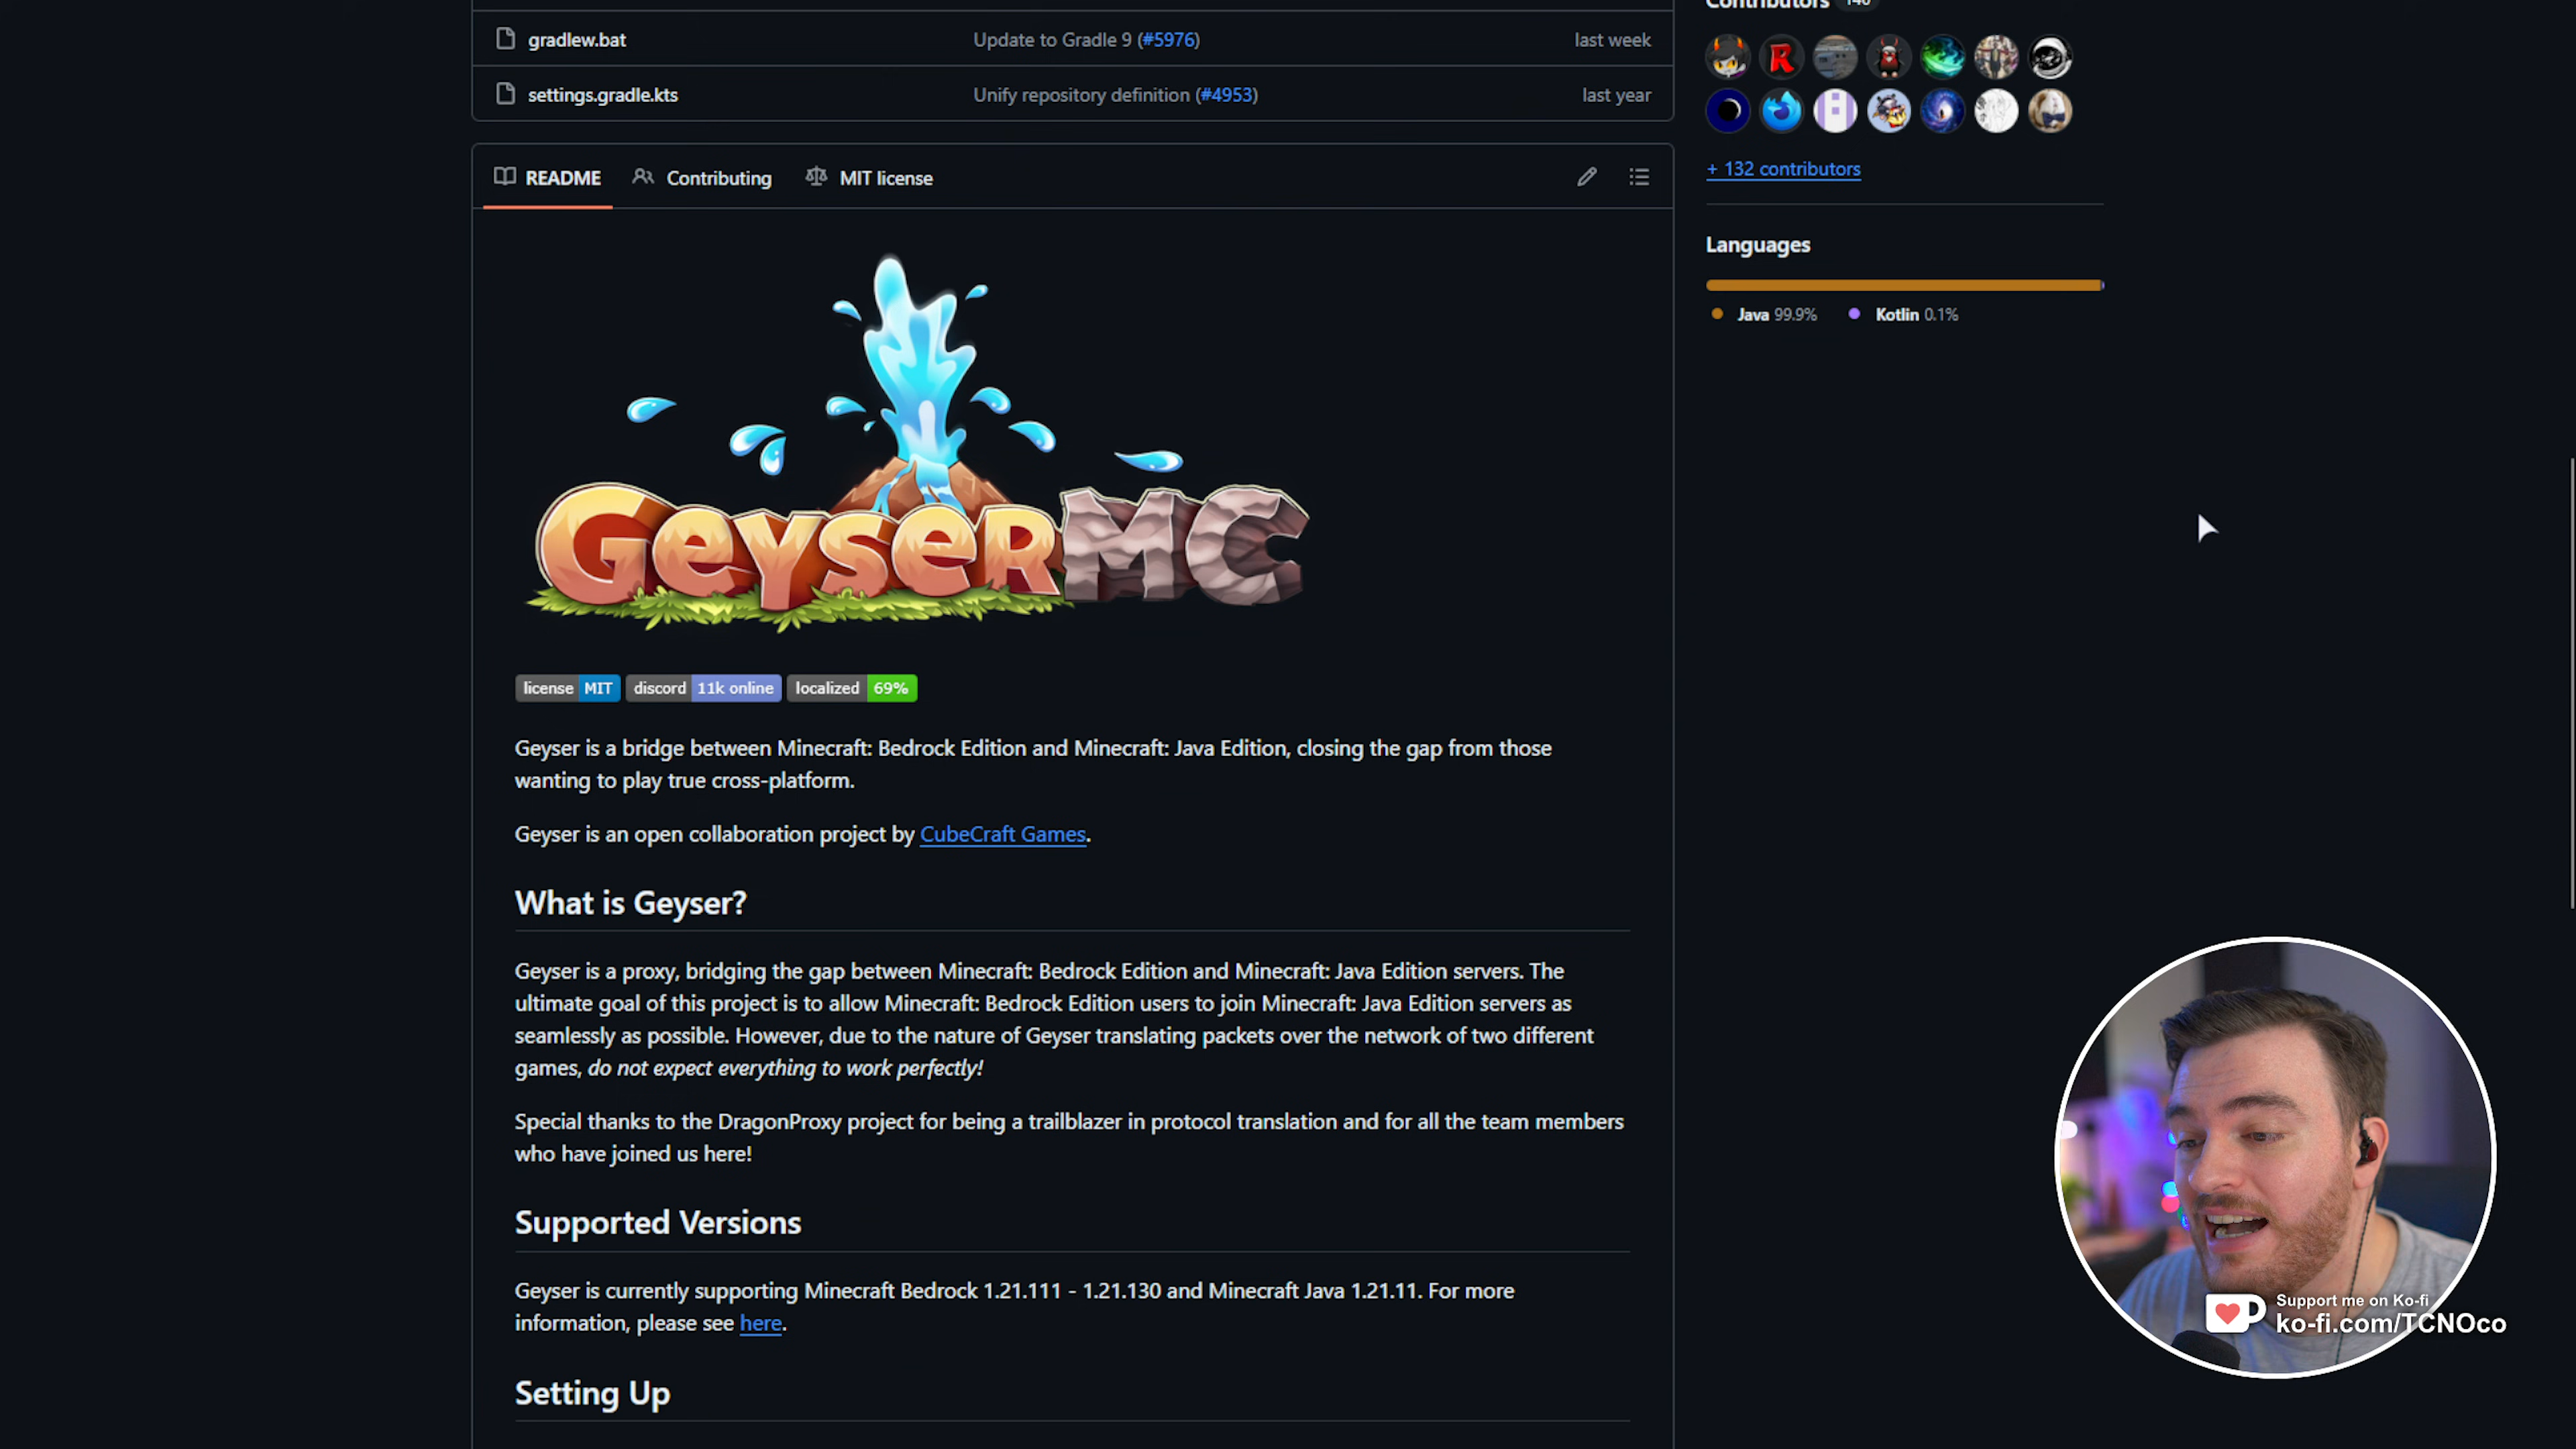 Contributors 146
gradlew.bat Update to Gradle 9 (#5976) last week
settings.gradle.kts Unify repository definition (#4953) last year
+ 132 contributors
README Contributing MIT license
Languages
Java 99.9% Kotlin 0.1%
GEYSERMC
license MIT discord 11k online localized 69%
Geyser is a bridge between Minecraft: Bedrock Edition and Minecraft: Java Edition, closing the gap from those
wanting to play true cross-platform.
Geyser is an open collaboration project by CubeCraft Games.
What is Geyser?
Geyser is a proxy, bridging the gap between Minecraft: Bedrock Edition and Minecraft: Java Edition servers. The
ultimate goal of this project is to allow Minecraft: Bedrock Edition users to join Minecraft: Java Edition servers as
seamlessly as possible. However, due to the nature of Geyser translating packets over the network of two different
games, do not expect everything to work perfectly!
Special thanks to the DragonProxy project for being a trailblazer in protocol translation and for all the team members
who have joined us here!
Supported Versions
Geyser is currently supporting Minecraft Bedrock 1.21.111 - 1.21.130 and Minecraft Java 1.21.11. For more
information, please see here.
Setting Up
Support me on Ko-fi
ko-fi.com/TCNOco